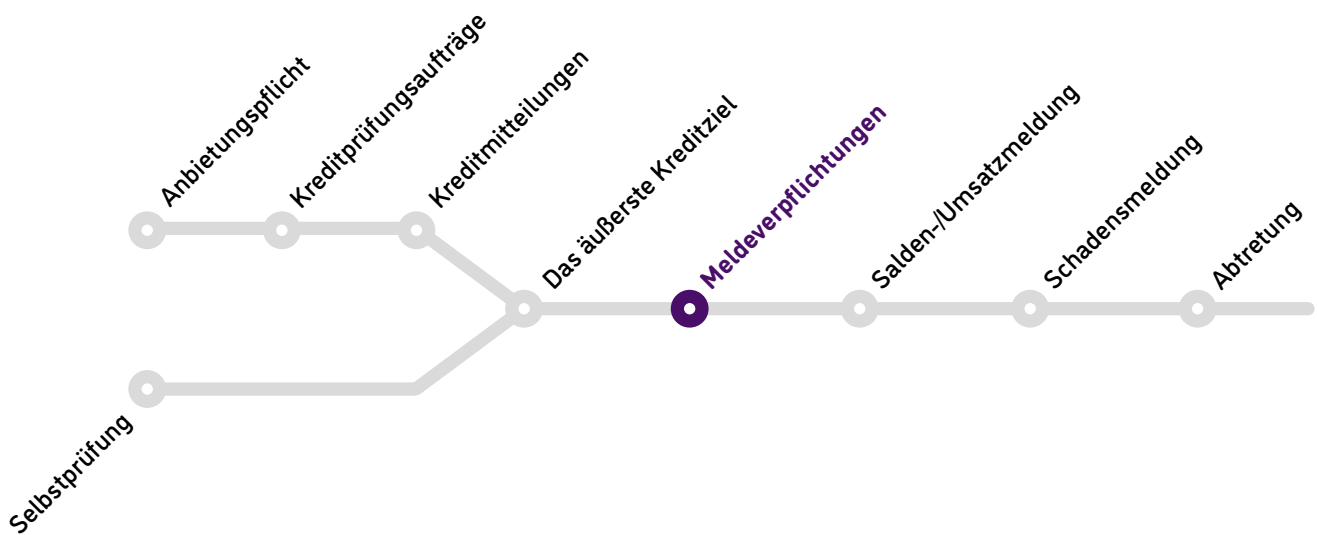 Anbietungspflicht
Kreditprüfungsaufträge
Kreditmitteilungen
Das äußerste Kreditziel
Meldeverpflichtungen
Salden-/Umsatzmeldung
Schadensmeldung
Abtretung
Selbstprüfung